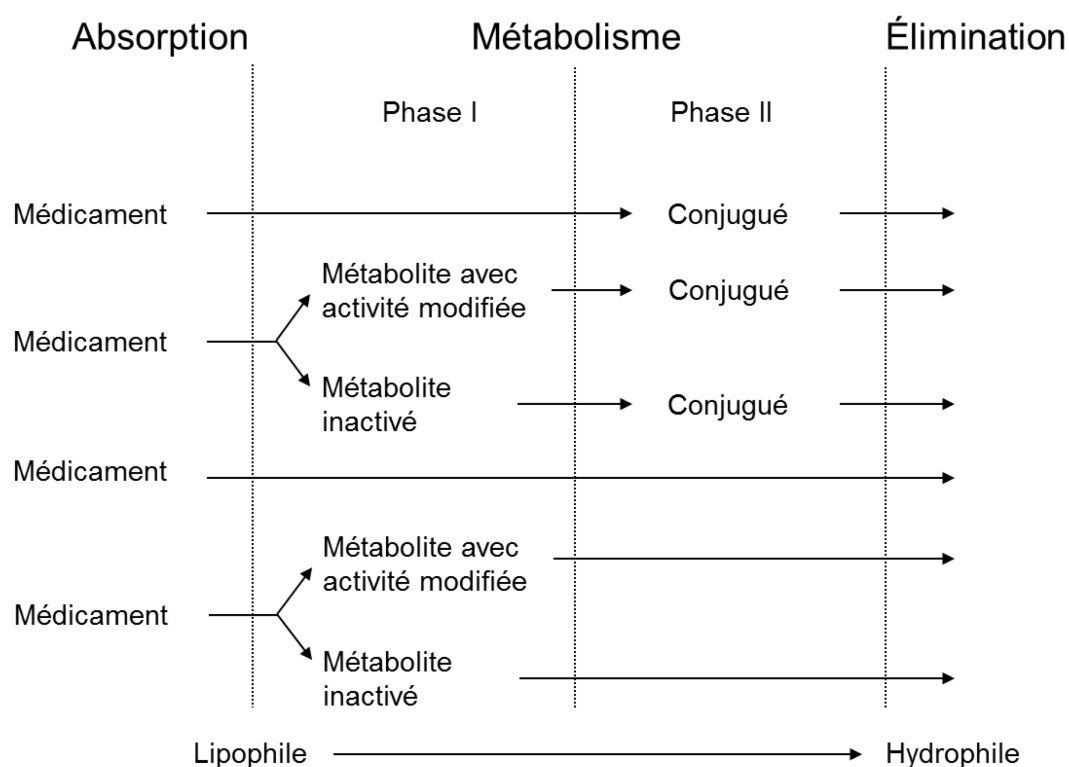 Absorption
Métabolisme
Élimination
Phase I
Phase II
Médicament
Conjugué
Métabolite avec
activité modifiée
Conjugué
Médicament
Métabolite
inactivé
Conjugué
Médicament
Métabolite avec
activité modifiée
Médicament
Métabolite
inactivé
Lipophile
Hydrophile